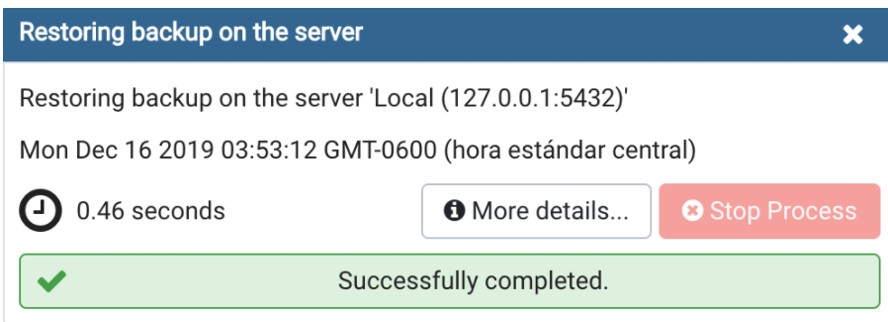 Restoring backup on the server
Restoring backup on the server 'Local (127.0.0.1:5432)'
Mon Dec 16 2019 03:53:12 GMT-0600 (hora estándar central)
0.46 seconds
More details...
Stop Process
Successfully completed.